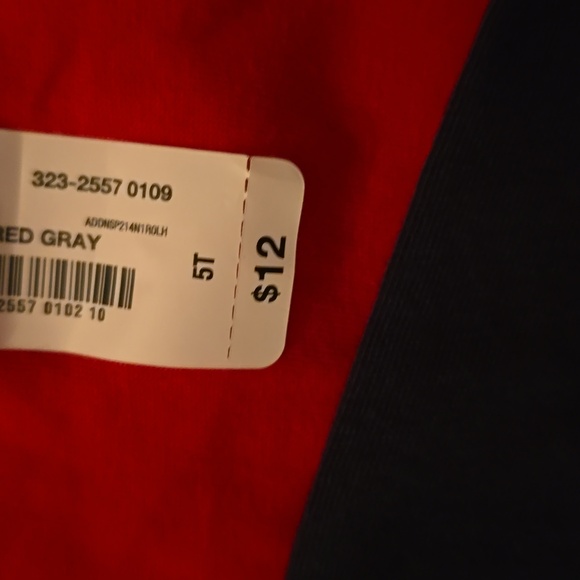 323-2557 0109
ADDNSP214N1R0LH
RED GRAY
2557 0102 10
5T
$12